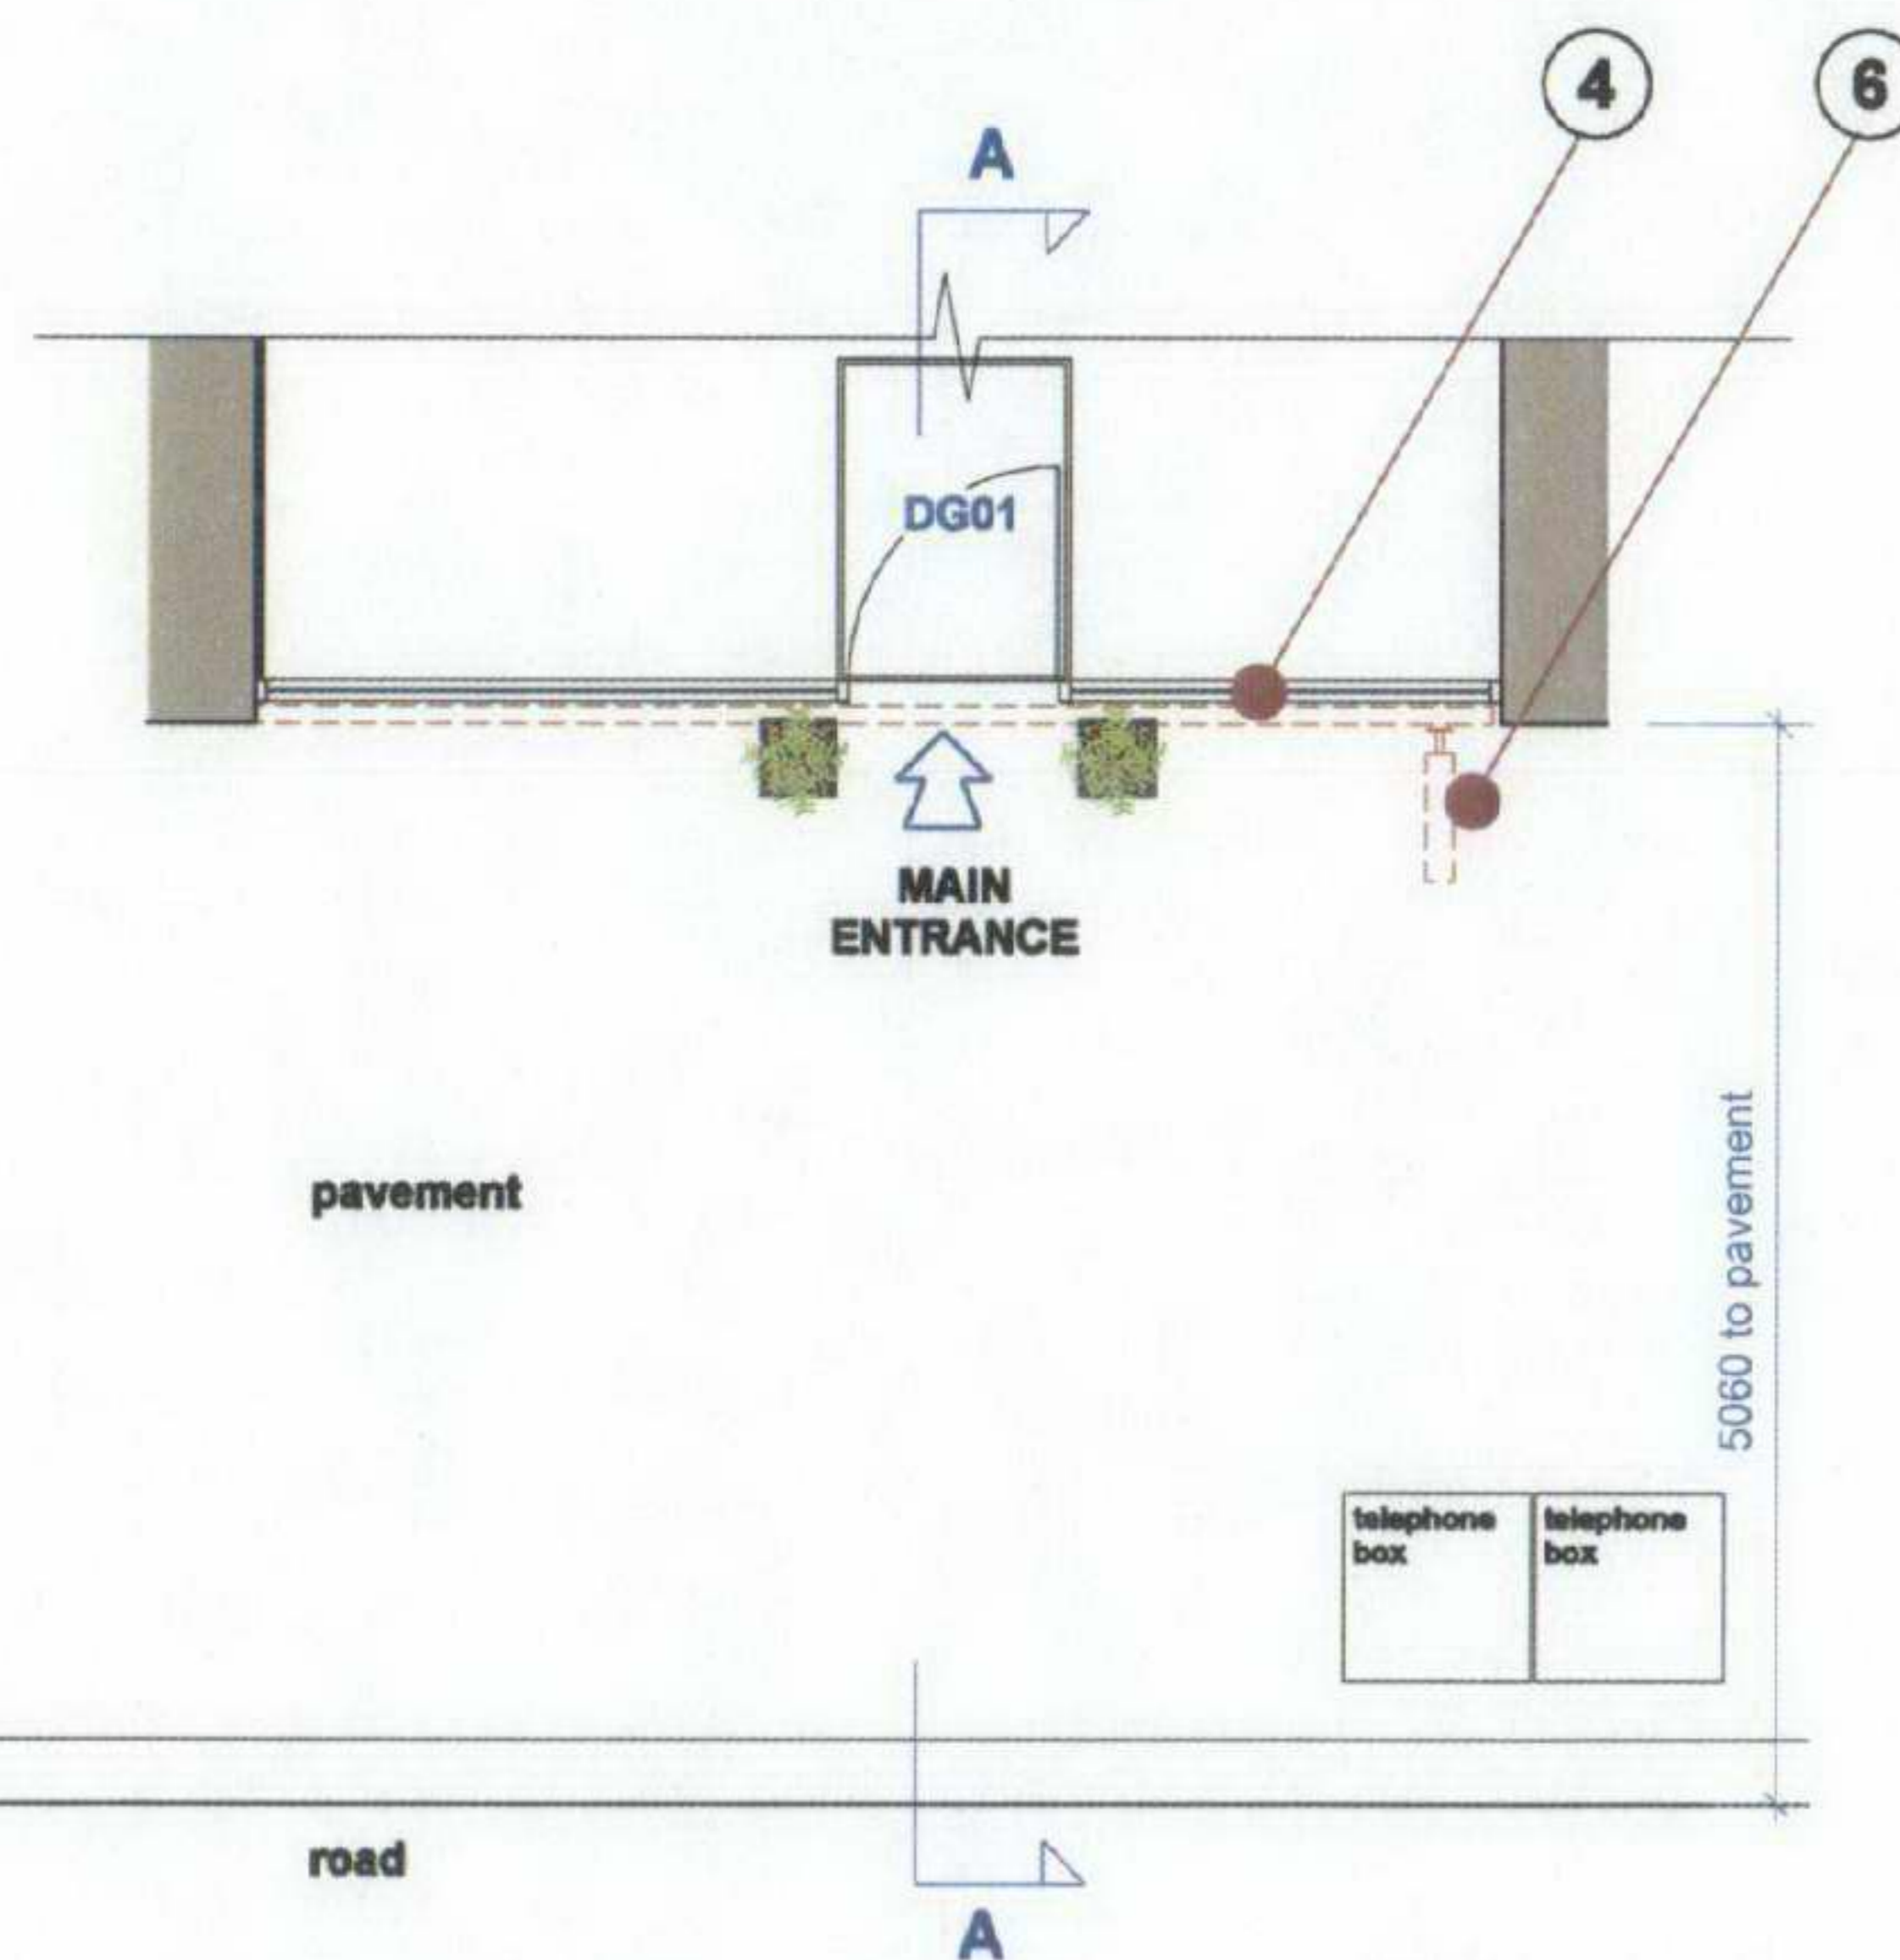 4
6
A
DG01
MAIN
ENTRANCE
pavement
5060 to pavement
telephone
box
telephone
box
road
A